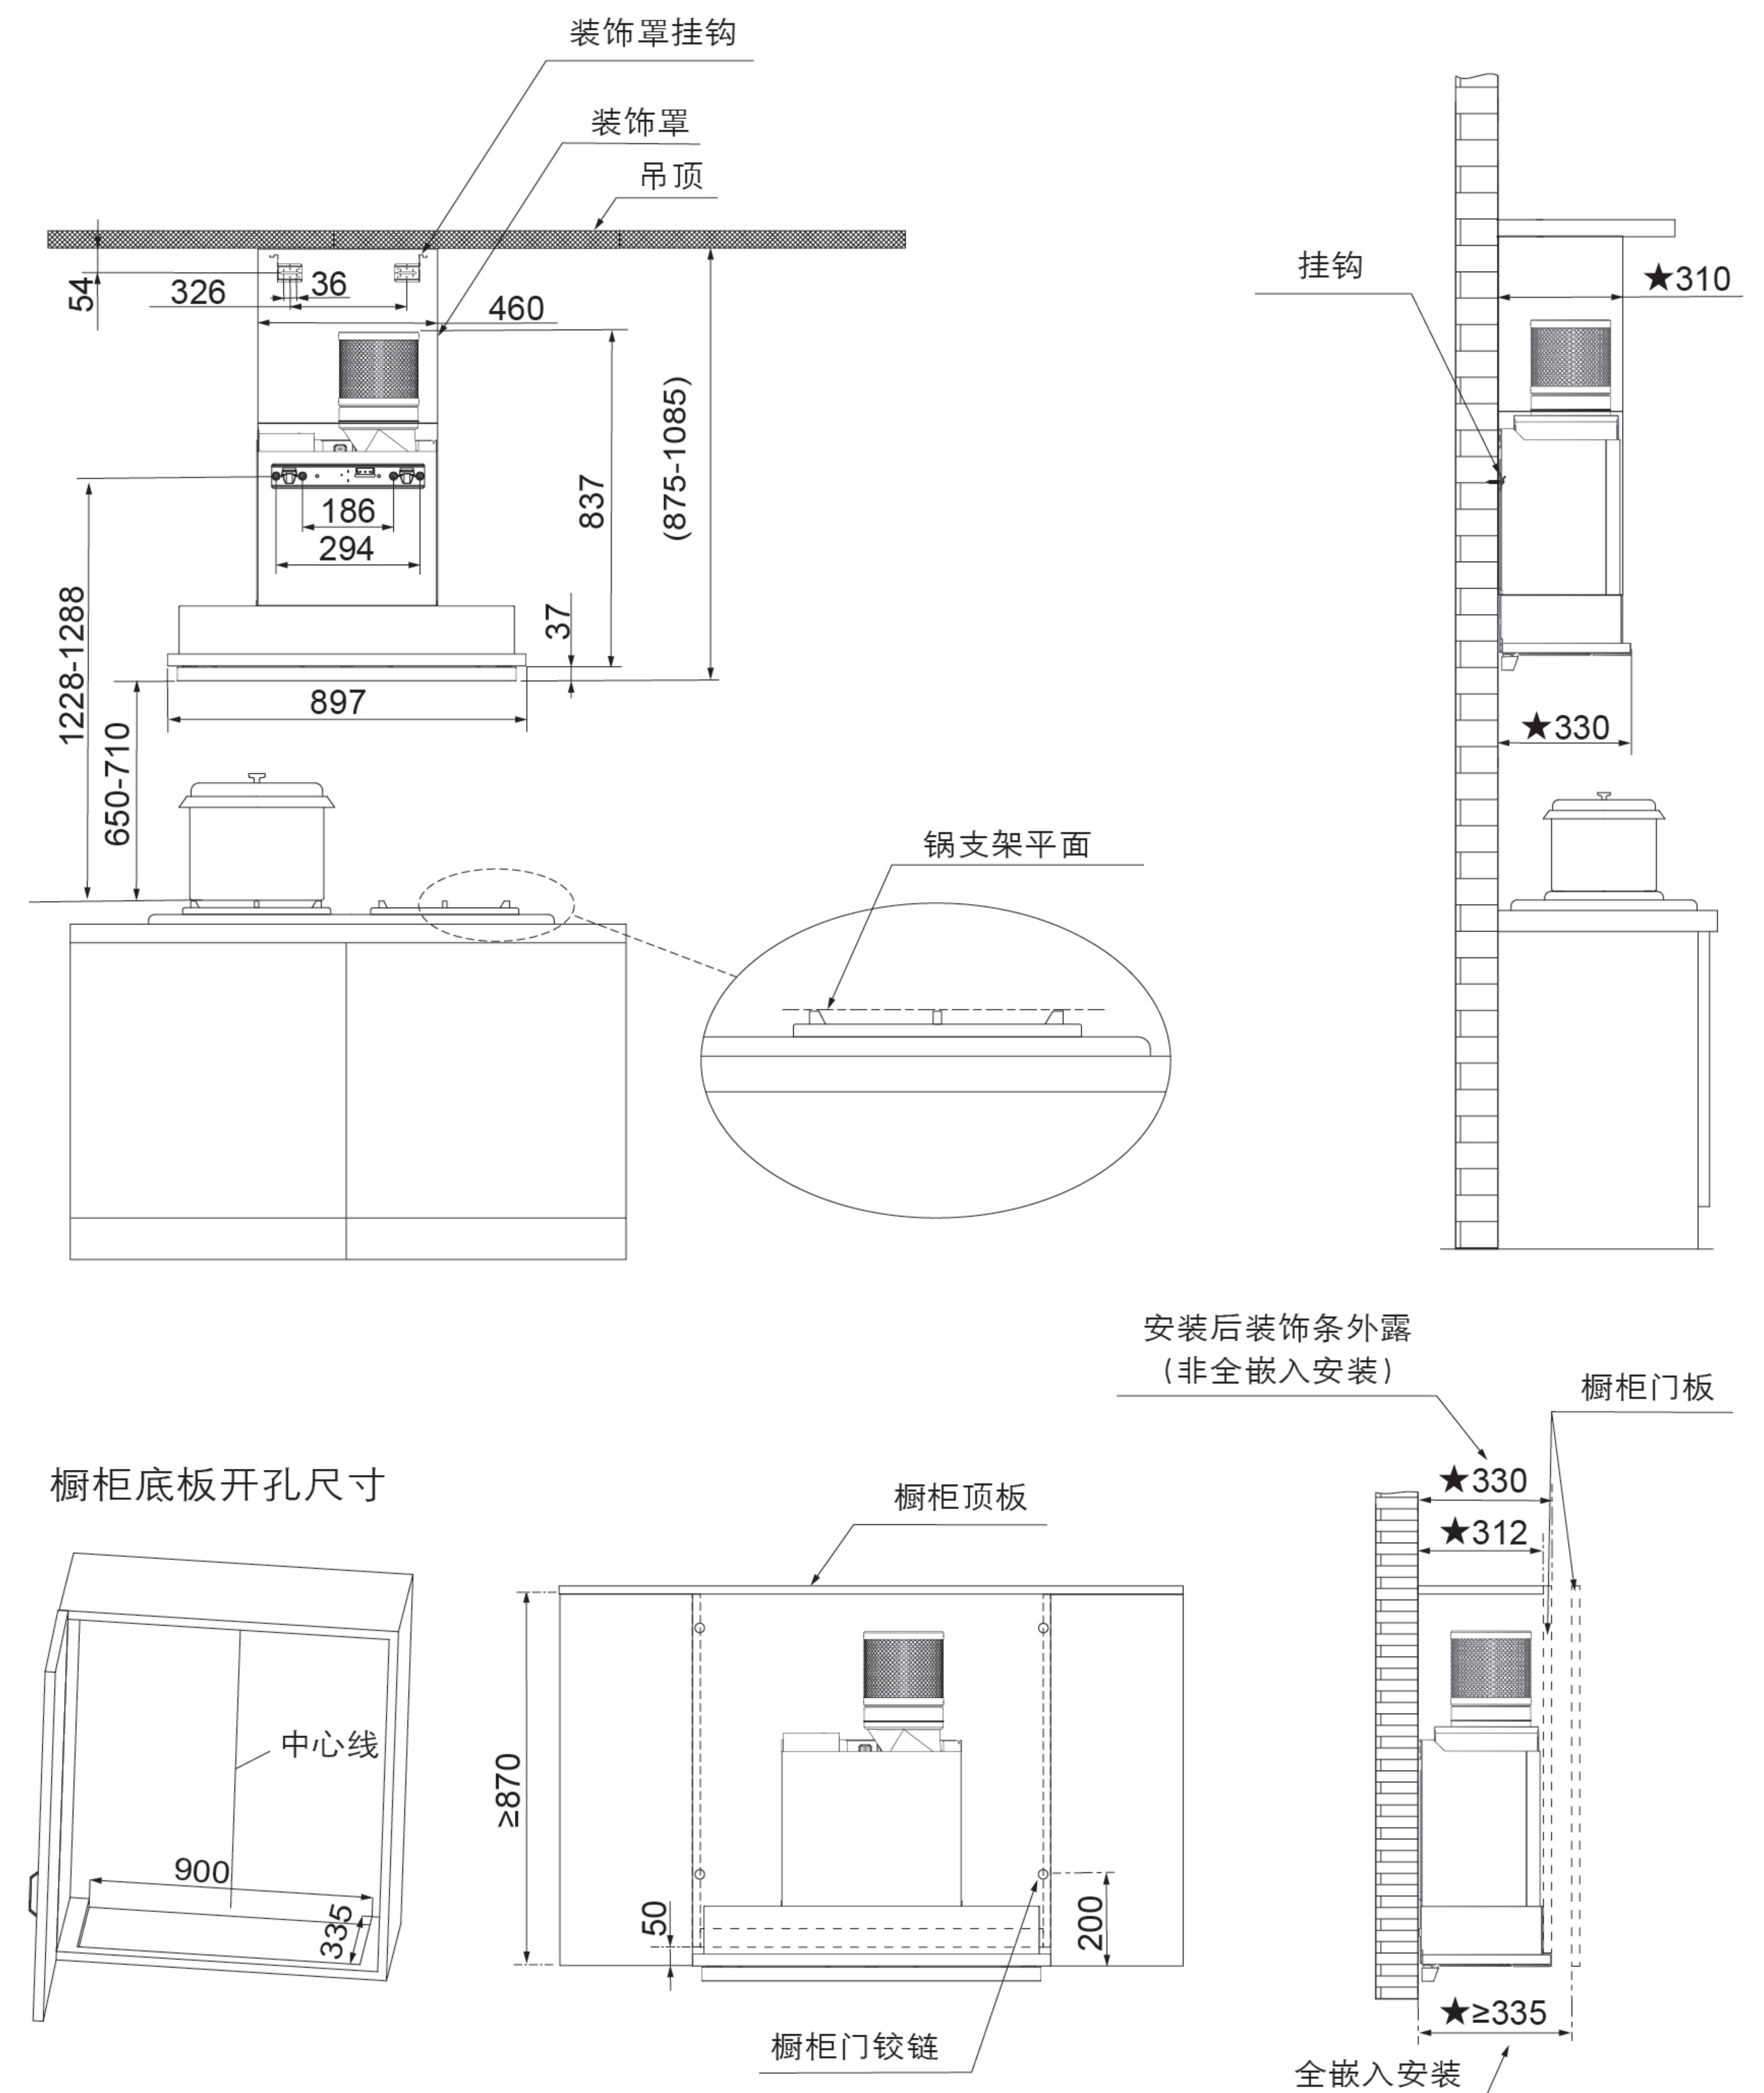 装饰罩挂钩
装饰罩
吊顶
54
326
36
460
837
(875-1085)
186
294
37
1228-1288
650-710
897
锅支架平面
挂钩
★310
★330
安装后装饰条外露
(非全嵌入安装)
橱柜门板
橱柜底板开孔尺寸
中心线
900
335
橱柜顶板
≥870
50
200
橱柜门铰链
★330
★312
★≥335
全嵌入安装